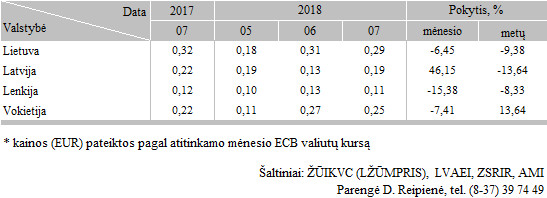 Data 2017 2018 Pokytis, %
Valstybė 07 05 06 07 mėnesio metų
Lietuva 0,32 0,18 0,31 0,29 -6,45 -9,38
Latvija 0,22 0,19 0,13 0,19 46,15 -13,64
Lenkija 0,12 0,10 0,13 0,11 -15,38 -8,33
Vokietija 0,22 0,11 0,27 0,25 -7,41 13,64
* kainos (EUR) pateiktos pagal atitinkamo mėnesio ECB valiutų kursą
Šaltiniai: ŽŪIKVC (LŽŪMPRIS), LVAEI, ZSRIR, AMI
Parengė D. Reipienė, tel. (8-37) 39 74 49